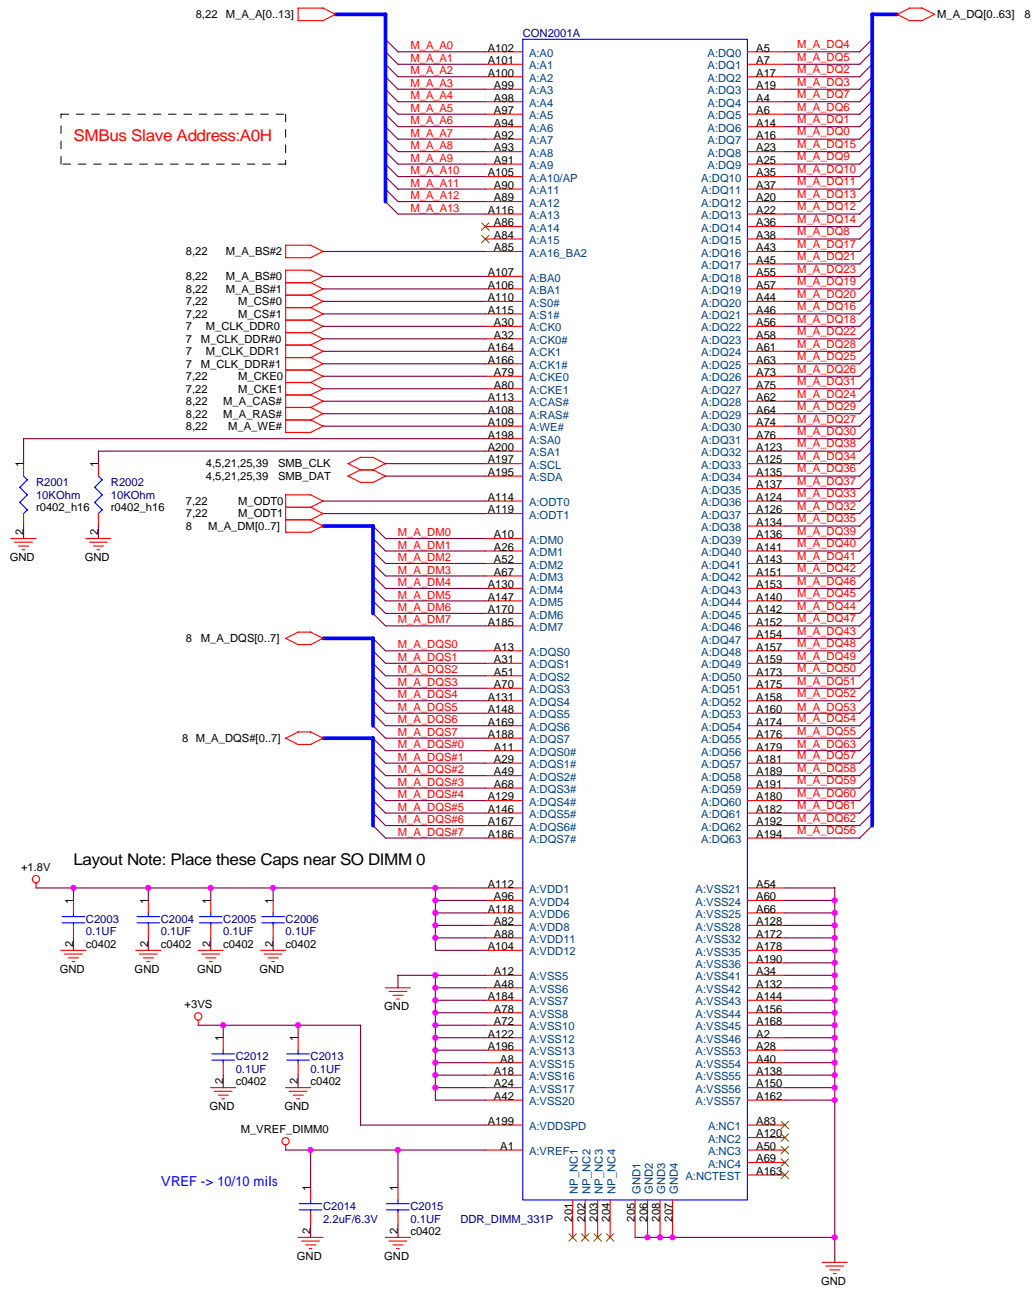 8,22 M_A_A[0..13]
M_A_DQ[0..63] 8
CON2001A
M_A_A0 A102 A:A0 A:DQ0 A5 M_A_DQ4
M_A_A1 A101 A:A1 A:DQ1 A7 M_A_DQ5
M_A_A2 A100 A:A2 A:DQ2 A17 M_A_DQ2
M_A_A3 A99 A:A3 A:DQ3 A19 M_A_DQ3
M_A_A4 A98 A:A4 A:DQ4 A4 M_A_DQ7
M_A_A5 A97 A:A5 A:DQ5 A6 M_A_DQ6
M_A_A6 A94 A:A6 A:DQ6 A14 M_A_DQ1
M_A_A7 A92 A:A7 A:DQ7 A16 M_A_DQ0
M_A_A8 A93 A:A8 A:DQ8 A23 M_A_DQ15
M_A_A9 A91 A:A9 A:DQ9 A25 M_A_DQ9
M_A_A10 A105 A:A10/AP A:DQ10 A35 M_A_DQ10
M_A_A11 A90 A:A11 A:DQ11 A37 M_A_DQ11
M_A_A12 A89 A:A12 A:DQ12 A20 M_A_DQ13
M_A_A13 A116 A:A13 A:DQ13 A22 M_A_DQ12
A86 A:A14 A:DQ14 A36 M_A_DQ14
A84 A:A15 A:DQ15 A38 M_A_DQ8
SMBus Slave Address:A0H
8,22 M_A_BS#2 A85 A:A16_BA2 A:DQ16 A43 M_A_DQ17
A:DQ17 A45 M_A_DQ21
8,22 M_A_BS#0 A107 A:BA0 A:DQ18 A55 M_A_DQ23
8,22 M_A_BS#1 A106 A:BA1 A:DQ19 A57 M_A_DQ19
7,22 M_CS#0 A110 A:S0# A:DQ20 A44 M_A_DQ20
7,22 M_CS#1 A115 A:S1# A:DQ21 A46 M_A_DQ16
7 M_CLK_DDR0 A30 A:CK0 A:DQ22 A56 M_A_DQ18
7 M_CLK_DDR#0 A32 A:CK0# A:DQ23 A58 M_A_DQ22
7 M_CLK_DDR1 A164 A:CK1 A:DQ24 A61 M_A_DQ28
7 M_CLK_DDR#1 A166 A:CK1# A:DQ25 A63 M_A_DQ25
7,22 M_CKE0 A79 A:CKE0 A:DQ26 A73 M_A_DQ26
7,22 M_CKE1 A80 A:CKE1 A:DQ27 A75 M_A_DQ31
8,22 M_A_CAS# A113 A:CAS# A:DQ28 A62 M_A_DQ24
8,22 M_A_RAS# A108 A:RAS# A:DQ29 A64 M_A_DQ29
8,22 M_A_WE# A109 A:WE# A:DQ30 A74 M_A_DQ27
A198 A:SA0 A:DQ31 A76 M_A_DQ30
A200 A:SA1 A:DQ32 A123 M_A_DQ38
4,5,21,25,39 SMB_CLK A197 A:SCL A:DQ33 A125 M_A_DQ34
4,5,21,25,39 SMB_DAT A195 A:SDA A:DQ34 A135 M_A_DQ36
A:DQ35 A137 M_A_DQ37
1 R2001 10KOhm r0402_h16 2 GND
1 R2002 10KOhm r0402_h16 2 GND
7,22 M_ODT0 A114 A:ODT0 A:DQ36 A124 M_A_DQ33
7,22 M_ODT1 A119 A:ODT1 A:DQ37 A126 M_A_DQ32
8 M_A_DM[0..7] A:DQ38 A134 M_A_DQ35
M_A_DM0 A10 A:DM0 A:DQ39 A136 M_A_DQ39
M_A_DM1 A26 A:DM1 A:DQ40 A141 M_A_DQ40
M_A_DM2 A52 A:DM2 A:DQ41 A143 M_A_DQ41
M_A_DM3 A67 A:DM3 A:DQ42 A151 M_A_DQ42
M_A_DM4 A130 A:DM4 A:DQ43 A153 M_A_DQ46
M_A_DM5 A147 A:DM5 A:DQ44 A140 M_A_DQ45
M_A_DM6 A170 A:DM6 A:DQ45 A142 M_A_DQ44
M_A_DM7 A185 A:DM7 A:DQ46 A152 M_A_DQ47
8 M_A_DQS[0..7] A:DQ47 A154 M_A_DQ43
M_A_DQS0 A13 A:DQS0 A:DQ48 A157 M_A_DQ48
M_A_DQS1 A31 A:DQS1 A:DQ49 A159 M_A_DQ49
M_A_DQS2 A51 A:DQS2 A:DQ50 A173 M_A_DQ50
M_A_DQS3 A70 A:DQS3 A:DQ51 A175 M_A_DQ51
M_A_DQS4 A131 A:DQS4 A:DQ52 A158 M_A_DQ52
M_A_DQS5 A148 A:DQS5 A:DQ53 A160 M_A_DQ53
M_A_DQS6 A169 A:DQS6 A:DQ54 A174 M_A_DQ54
M_A_DQS7 A188 A:DQS7 A:DQ55 A176 M_A_DQ55
8 M_A_DQS#[0..7]
M_A_DQS#0 A11 A:DQS0# A:DQ56 A179 M_A_DQ63
M_A_DQS#1 A29 A:DQS1# A:DQ57 A181 M_A_DQ57
M_A_DQS#2 A49 A:DQS2# A:DQ58 A189 M_A_DQ58
M_A_DQS#3 A68 A:DQS3# A:DQ59 A191 M_A_DQ59
M_A_DQS#4 A129 A:DQS4# A:DQ60 A180 M_A_DQ60
M_A_DQS#5 A146 A:DQS5# A:DQ61 A182 M_A_DQ61
M_A_DQS#6 A167 A:DQS6# A:DQ62 A192 M_A_DQ62
M_A_DQS#7 A186 A:DQS7# A:DQ63 A194 M_A_DQ56
Layout Note: Place these Caps near SO DIMM 0
+1.8V
A112 A:VDD1 A:VSS21 A54
A96 A:VDD4 A:VSS24 A60
A118 A:VDD6 A:VSS25 A66
A82 A:VDD8 A:VSS28 A128
A88 A:VDD11 A:VSS32 A172
A104 A:VDD12 A:VSS35 A178
A:VSS36 A190
1 C2003 0.1UF c0402 2 GND
1 C2004 0.1UF c0402 2 GND
1 C2005 0.1UF c0402 2 GND
1 C2006 0.1UF c0402 2 GND
A12 A:VSS5 A:VSS41 A34
A48 A:VSS6 A:VSS42 A132
A184 A:VSS7 A:VSS43 A144
A78 A:VSS8 A:VSS44 A156
A72 A:VSS10 A:VSS45 A168
A122 A:VSS12 A:VSS46 A2
A196 A:VSS13 A:VSS53 A28
A8 A:VSS15 A:VSS54 A40
A18 A:VSS16 A:VSS55 A138
A24 A:VSS17 A:VSS56 A150
A42 A:VSS20 A:VSS57 A162
GND
+3VS
1 C2012 0.1UF c0402 2 GND
1 C2013 0.1UF c0402 2 GND
A199 A:VDDSPD A:NC1 A83
A:NC2 A120
M_VREF_DIMM0
A1 A:VREF A:NC3 A50
A:NC4 A69
A:NCTEST A163
VREF -> 10/10 mils
1 C2014 2.2uF/6.3V 2 GND
1 C2015 0.1UF c0402 2 GND
DDR_DIMM_331P
NP_NC1 NP_NC2 NP_NC3 NP_NC4 GND1 GND2 GND3 GND4
201 202 203 204 205 206 208 207
GND